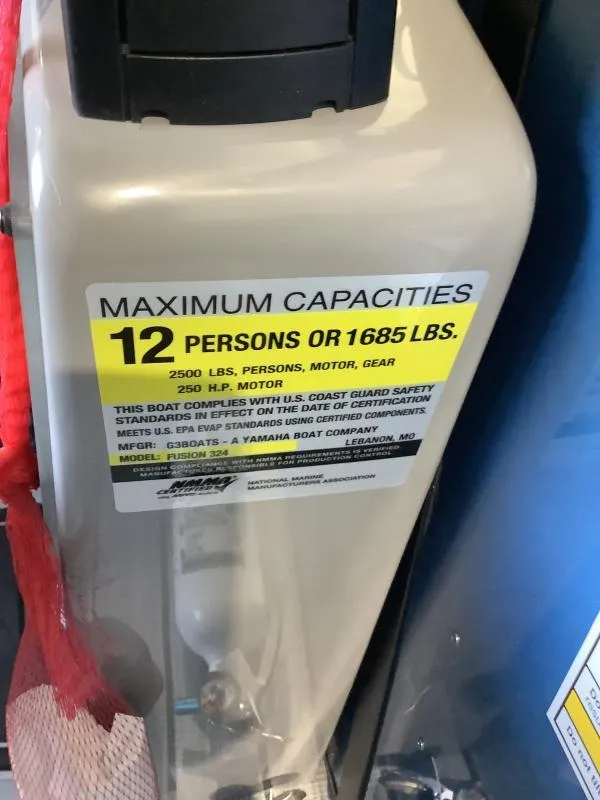 MAXIMUM CAPACITIES
12 PERSONS OR 1685 LBS.
2500 LBS, PERSONS, MOTOR, GEAR
250 H.P. MOTOR
THIS BOAT COMPLIES WITH U.S. COAST GUARD SAFETY
STANDARDS IN EFFECT ON THE DATE OF CERTIFICATION
MEETS U.S. EPA EVAP STANDARDS USING CERTIFIED COMPONENTS.
MFGR: G3BOATS - A YAMAHA BOAT COMPANY
LEBANON, MO
MODEL: FUSION 324
DESIGN COMPLIANCE WITH NMMA REQUIREMENTS IS VERIFIED.
MANUFACTURER RESPONSIBLE FOR PRODUCTION CONTROL
NMMA
CERTIFIED
NATIONAL MARINE
MANUFACTURERS ASSOCIATION
Do not